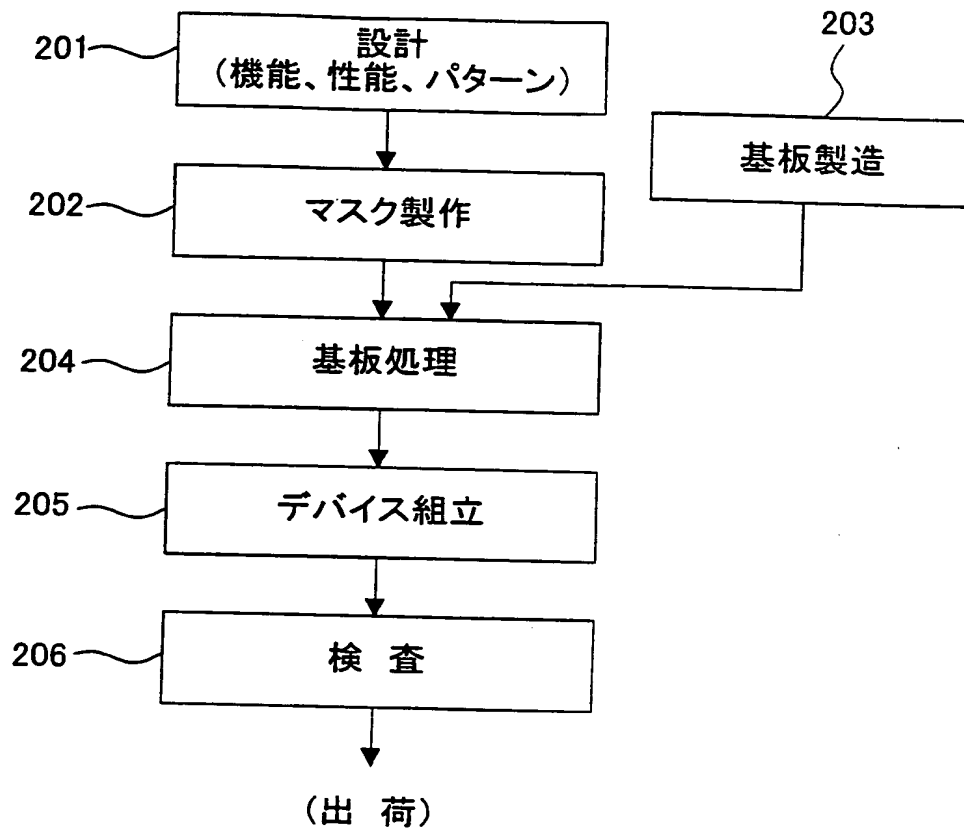 201
設計
(機能、性能、パターン)
203
基板製造
202
マスク製作
204
基板処理
205
デバイス組立
206
検 査
(出 荷)